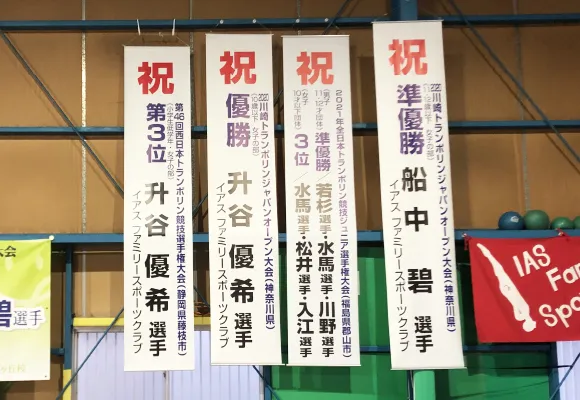 祝
第46回西日本トランポリン競技選手権大会(静岡県藤枝市)
第3位
升谷 優希 選手
イアス ファミリースポーツクラブ
祝
川崎トランポリンジャパンオープン大会(神奈川県)
優勝
升谷 優希 選手
イアス ファミリースポーツクラブ
祝
2021年全日本トランポリン競技ジュニア選手権大会(福島県郡山市)
準優勝/若杉選手・水馬選手・川野選手
3位/水馬選手・松井選手・入江選手
祝
川崎トランポリンジャパンオープン大会(神奈川県)
準優勝
船中 碧 選手
イアス ファミリースポーツクラブ
大会
碧選手
IAS
Fa
Spo